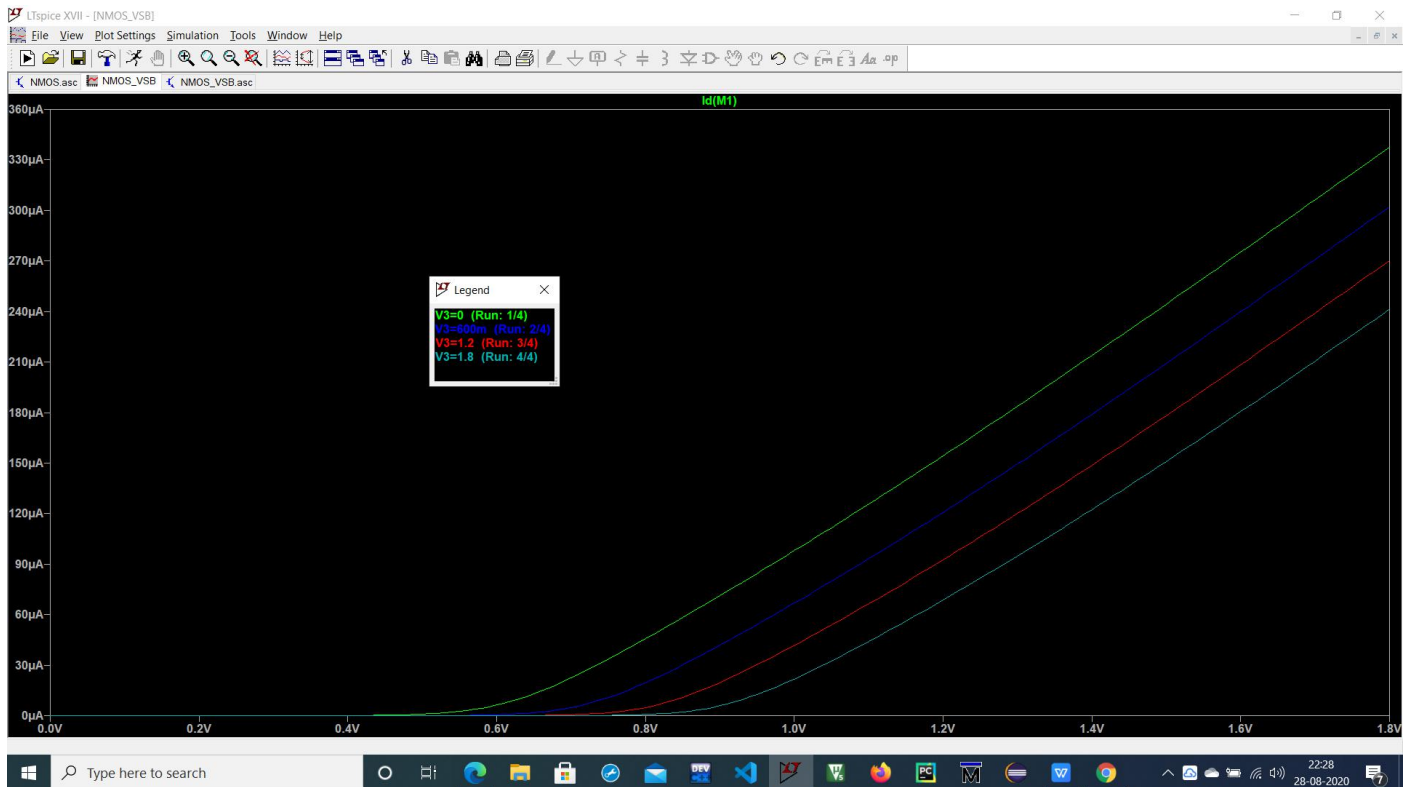 LTspice XVII - [NMOS_VSB]
File View Plot Settings Simulation Tools Window Help
NMOS.asc NMOS_VSB NMOS_VSB.asc
Id(M1)
360µA
330µA
300µA
270µA
240µA
210µA
180µA
150µA
120µA
90µA
60µA
30µA
0µA
Legend
V3=0 (Run: 1/4)
V3=600m (Run: 2/4)
V3=1.2 (Run: 3/4)
V3=1.8 (Run: 4/4)
0.0V 0.2V 0.4V 0.6V 0.8V 1.0V 1.2V 1.4V 1.6V 1.8V
Type here to search
22:28
28-08-2020